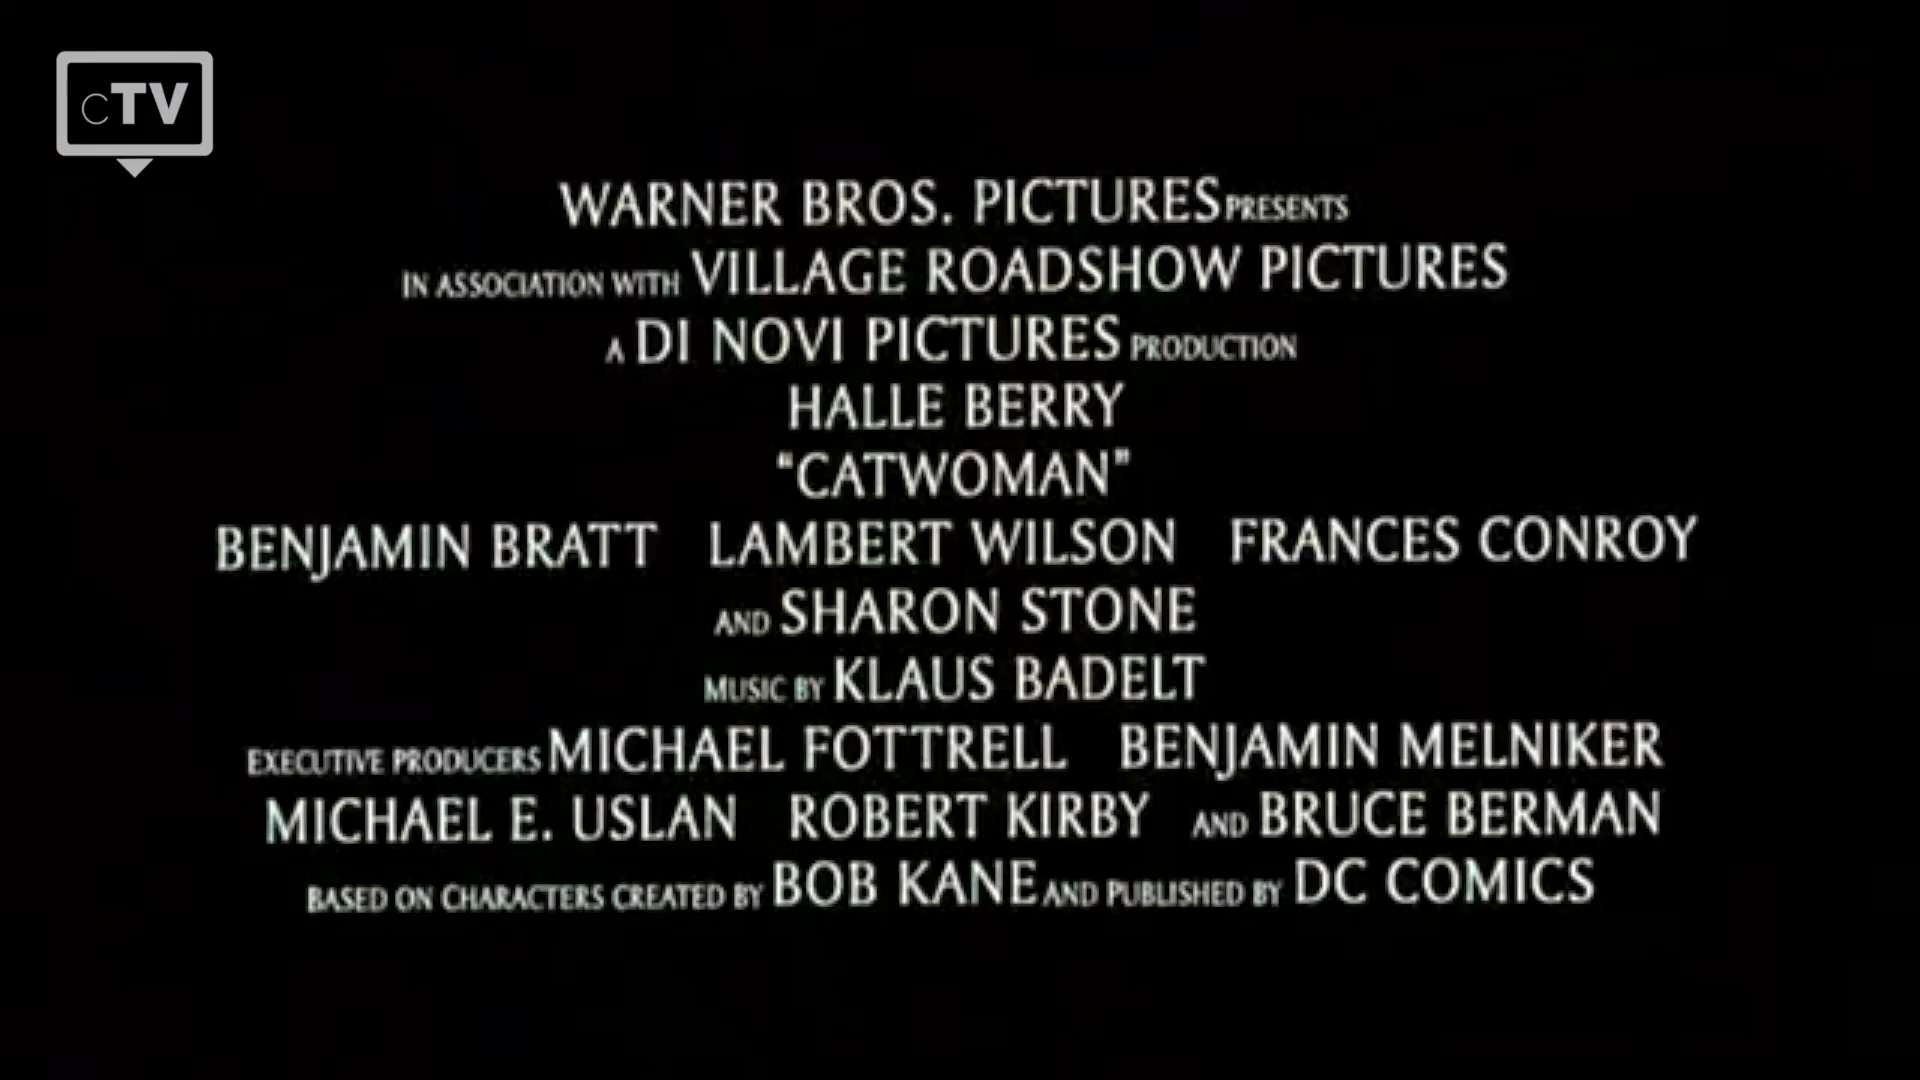 cTV
WARNER BROS. PICTURES PRESENTS
IN ASSOCIATION WITH VILLAGE ROADSHOW PICTURES
A DI NOVI PICTURES PRODUCTION
HALLE BERRY
“CATWOMAN”
BENJAMIN BRATT LAMBERT WILSON FRANCES CONROY
AND SHARON STONE
MUSIC BY KLAUS BADELT
EXECUTIVE PRODUCERS MICHAEL FOTTRELL BENJAMIN MELNIKER
MICHAEL E. USLAN ROBERT KIRBY AND BRUCE BERMAN
BASED ON CHARACTERS CREATED BY BOB KANE AND PUBLISHED BY DC COMICS